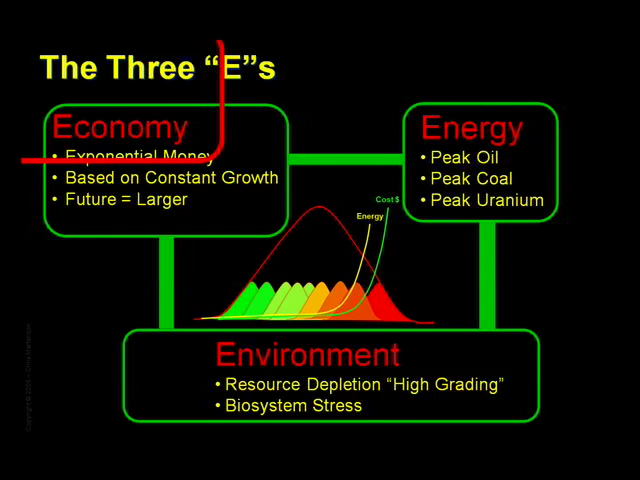 The Three “E”s
Economy
• Exponential Money
• Based on Constant Growth
• Future = Larger
Energy
• Peak Oil
• Peak Coal
• Peak Uranium
Cost $
Energy
Environment
• Resource Depletion “High Grading”
• Biosystem Stress